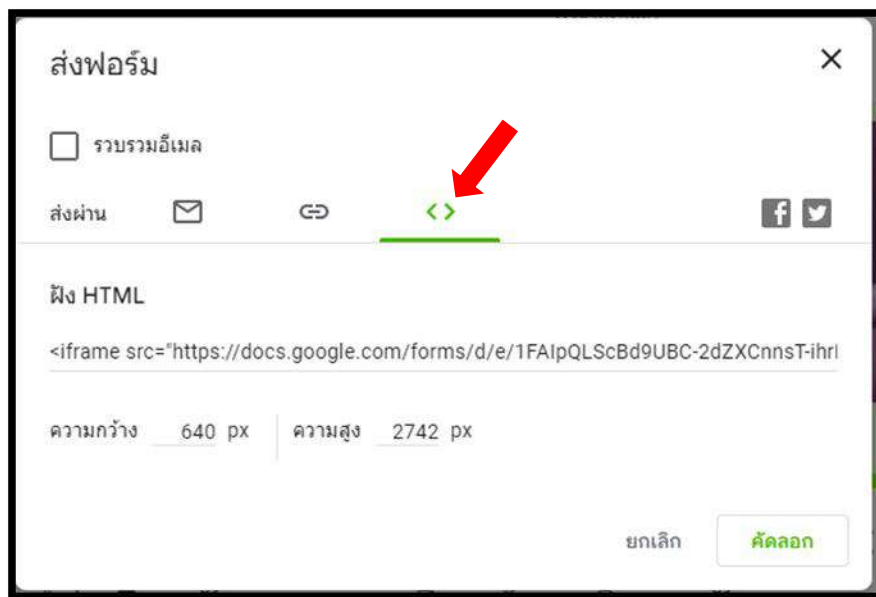 ส่งฟอร์ม
รวบรวมอีเมล
ส่งผ่าน
ฝัง HTML
<iframe src="https://docs.google.com/forms/d/e/1FAIpQLScBd9UBC-2dZXCnnsT-ihrI
ความกว้าง 640 px ความสูง 2742 px
ยกเลิก คัดลอก